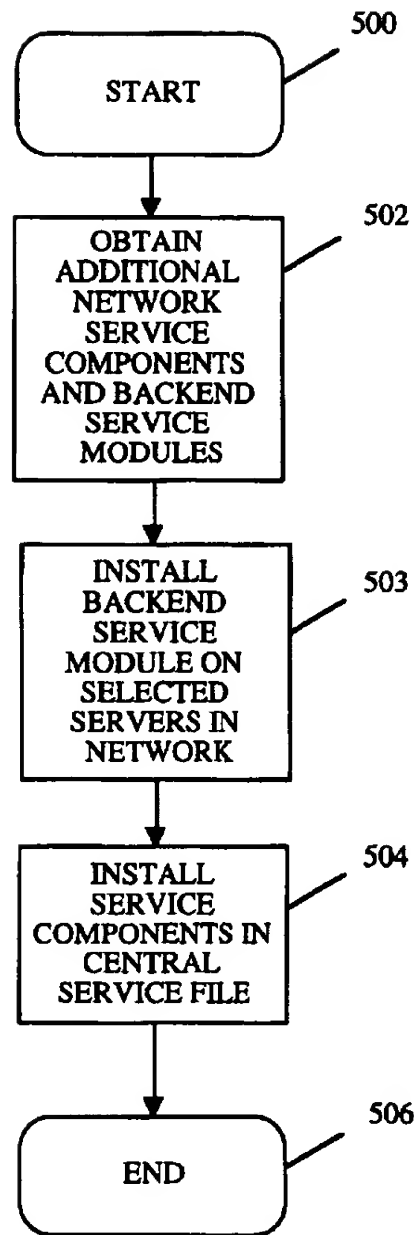 500
START
502
OBTAIN
ADDITIONAL
NETWORK
SERVICE
COMPONENTS
AND BACKEND
SERVICE
MODULES
503
INSTALL
BACKEND
SERVICE
MODULE ON
SELECTED
SERVERS IN
NETWORK
504
INSTALL
SERVICE
COMPONENTS IN
CENTRAL
SERVICE FILE
506
END